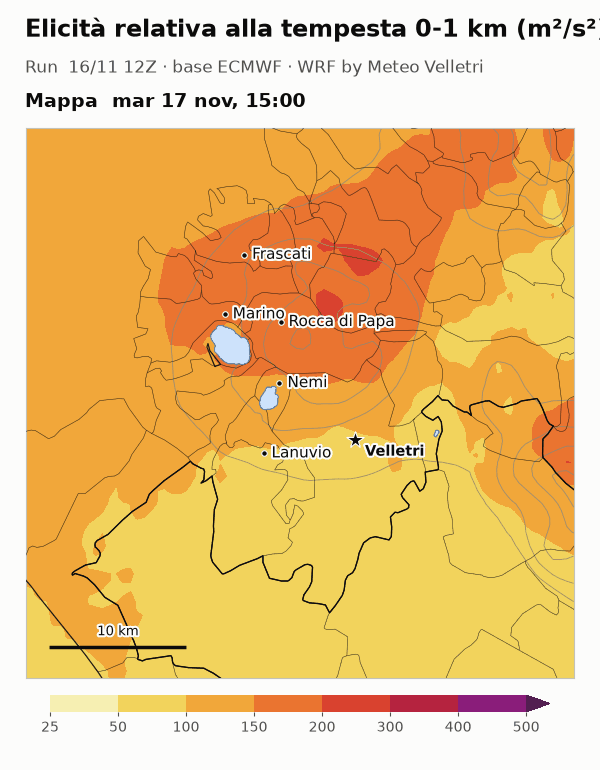 Elicità relativa alla tempesta 0-1 km (m²/s²)
Run 16/11 12Z · base ECMWF · WRF by Meteo Velletri
Mappa mar 17 nov, 15:00
Frascati
Marino
Rocca di Papa
Nemi
Velletri
Lanuvio
10 km
25 50 100 150 200 300 400 500